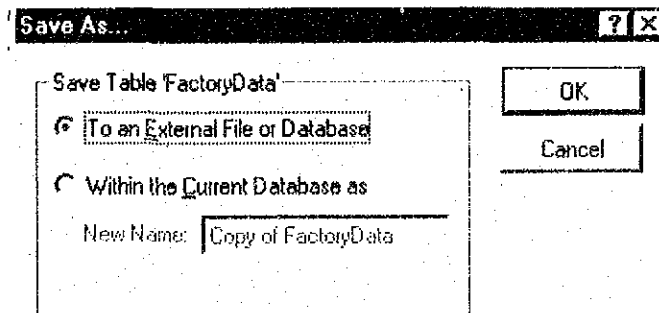 Save As...
? ×
Save Table 'FactoryData'
OK
To an External File or Database
Cancel
Within the Current Database as
New Name: Copy of FactoryData